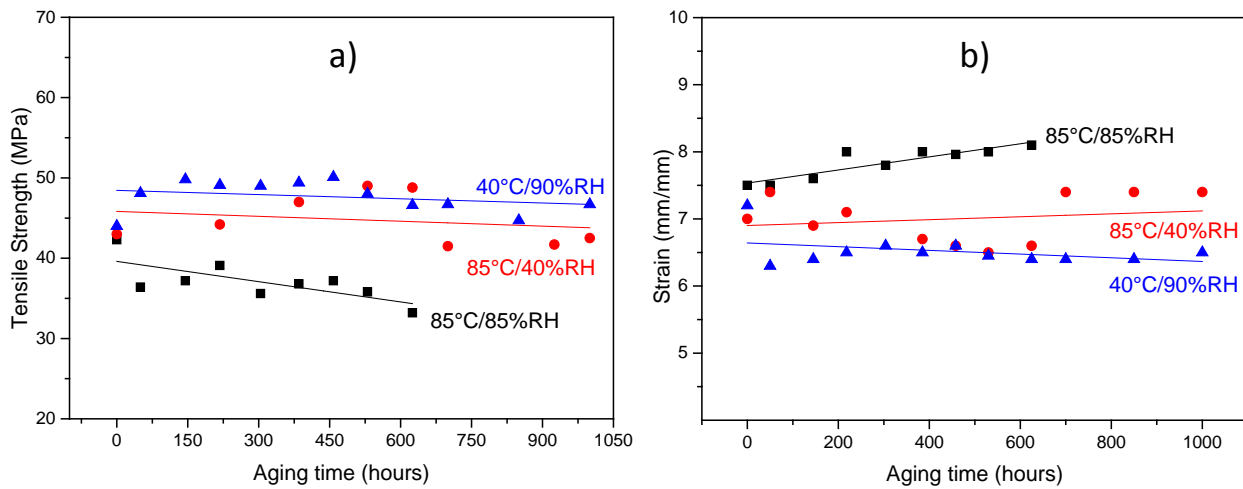 a)
Tensile Strength (MPa)
70
60
50
40
30
20
40°C/90%RH
85°C/40%RH
85°C/85%RH
0 150 300 450 600 750 900 1050
Aging time (hours)
b)
Strain (mm/mm)
10
9
8
7
6
5
85°C/85%RH
85°C/40%RH
40°C/90%RH
0 200 400 600 800 1000
Aging time (hours)